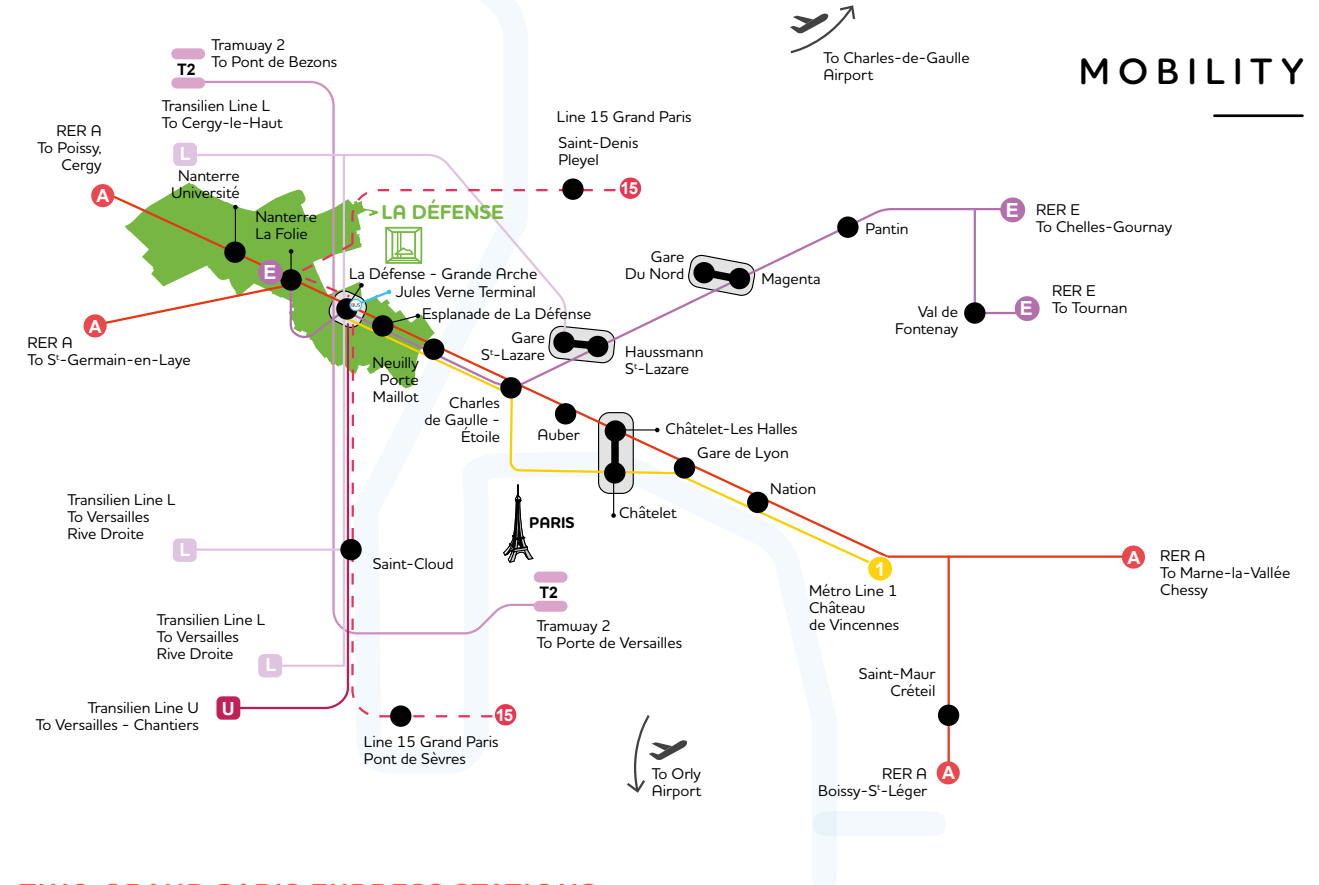 MOBILITY
To Charles-de-Gaulle
Airport
Tramway 2
To Pont de Bezons
T2
Transilien Line L
To Cergy-le-Haut
L
RER A
To Poissy,
Cergy
A
Nanterre
Université
Nanterre
La Folie
E
Line 15 Grand Paris
Saint-Denis
Pleyel
15
LA DÉFENSE
La Défense - Grande Arche
BUS
Jules Verne Terminal
Esplanade de La Défense
A
RER A
To Sᵗ-Germain-en-Laye
Neuilly
Porte
Maillot
Gare
Sᵗ-Lazare
Haussmann
Sᵗ-Lazare
Gare
Du Nord
Magenta
Pantin
E
RER E
To Chelles-Gournay
Val de
Fontenay
E
RER E
To Tournan
Charles
de Gaulle -
Étoile
Auber
Châtelet-Les Halles
Gare de Lyon
Nation
Châtelet
PARIS
1
Métro Line 1
Château
de Vincennes
A
RER A
To Marne-la-Vallée
Chessy
Transilien Line L
To Versailles
Rive Droite
L
Saint-Cloud
T2
Tramway 2
To Porte de Versailles
Transilien Line L
To Versailles
Rive Droite
L
Transilien Line U
To Versailles - Chantiers
U
15
Line 15 Grand Paris
Pont de Sèvres
To Orly
Airport
Saint-Maur
Créteil
RER A
Boissy-Sᵗ-Léger
A
TWO GRAND PARIS EXPRESS STATIONS